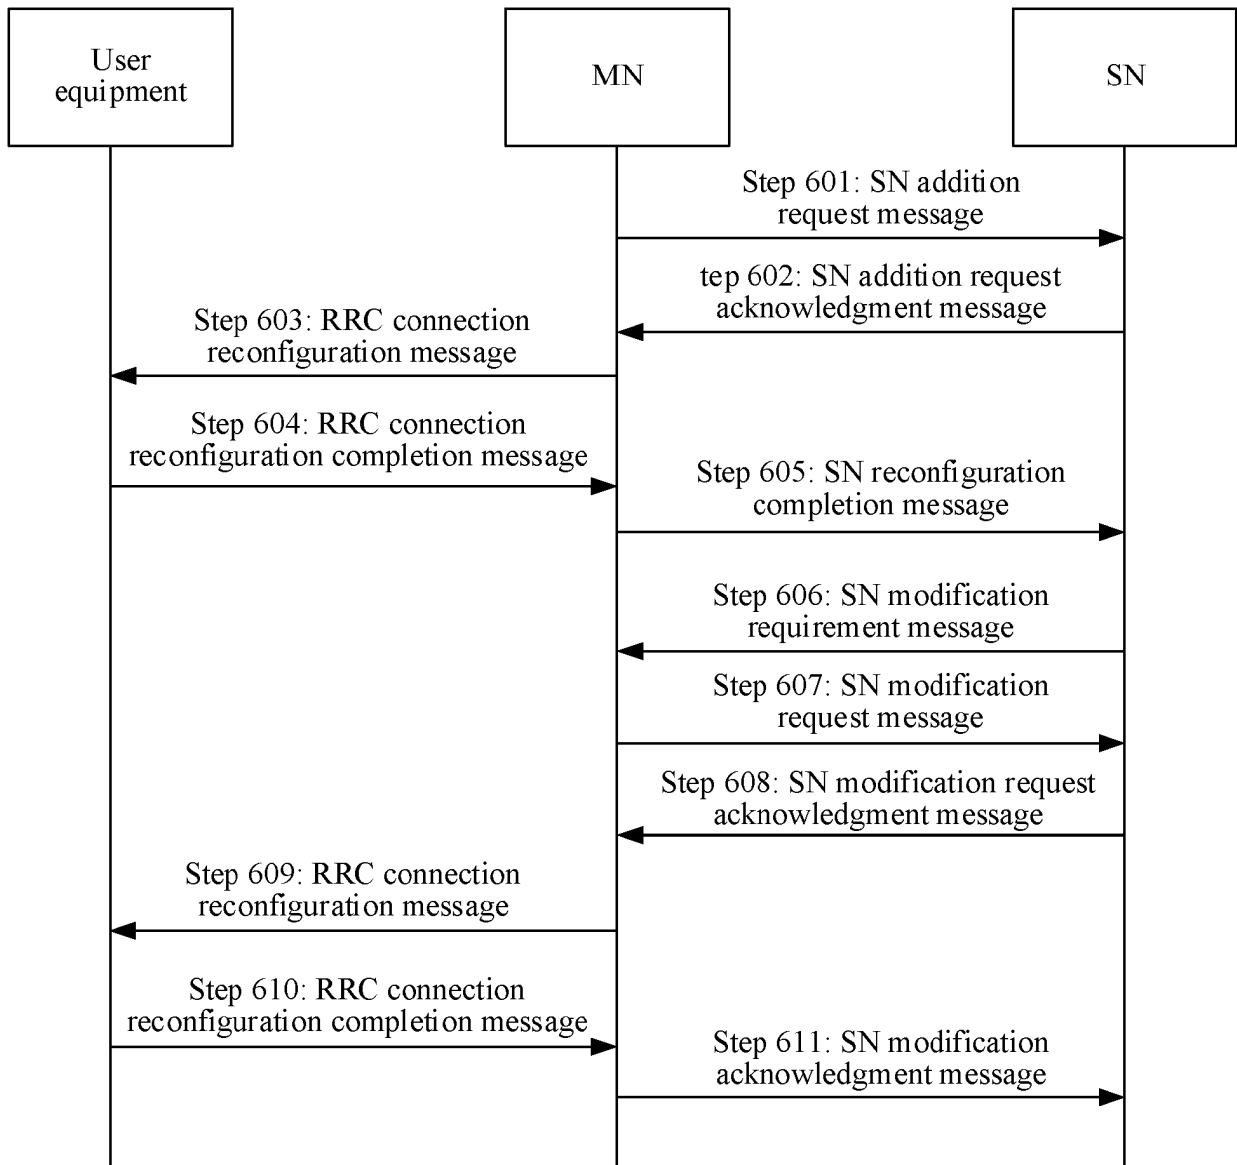 User
equipment
MN
SN
Step 601: SN addition
request message
tep 602: SN addition request
acknowledgment message
Step 603: RRC connection
reconfiguration message
Step 604: RRC connection
reconfiguration completion message
Step 605: SN reconfiguration
completion message
Step 606: SN modification
requirement message
Step 607: SN modification
request message
Step 608: SN modification request
acknowledgment message
Step 609: RRC connection
reconfiguration message
Step 610: RRC connection
reconfiguration completion message
Step 611: SN modification
acknowledgment message